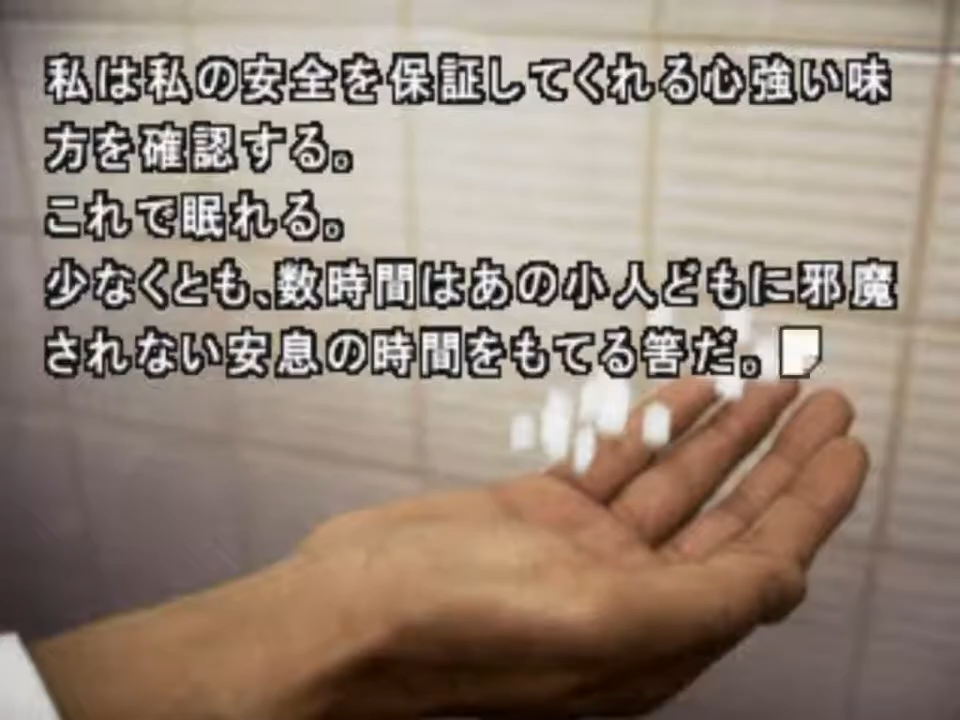 私は私の安全を保証してくれる心強い味
方を確認する。
これで眠れる。
少なくとも、数時間はあの小人どもに邪魔
されない安息の時間をもてる筈だ。